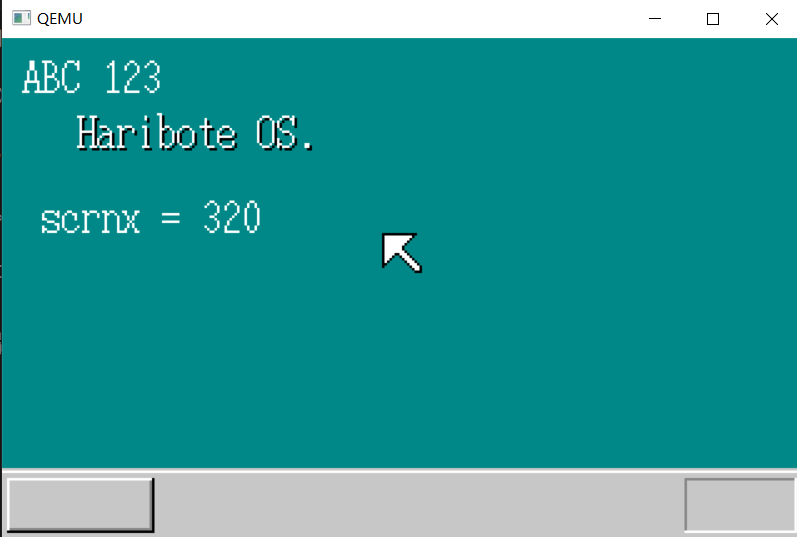 QEMU
ABC 123
Haribote OS.
scrnx = 320